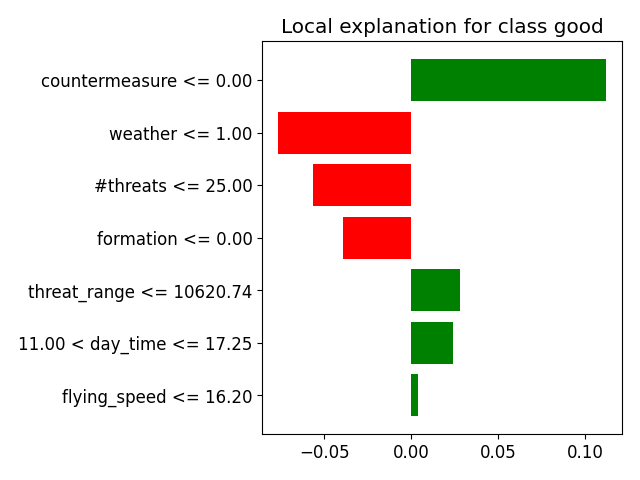 Local explanation for class good
countermeasure <= 0.00
weather <= 1.00
#threats <= 25.00
formation <= 0.00
threat_range <= 10620.74
11.00 < day_time <= 17.25
flying_speed <= 16.20
−0.05 0.00 0.05 0.10